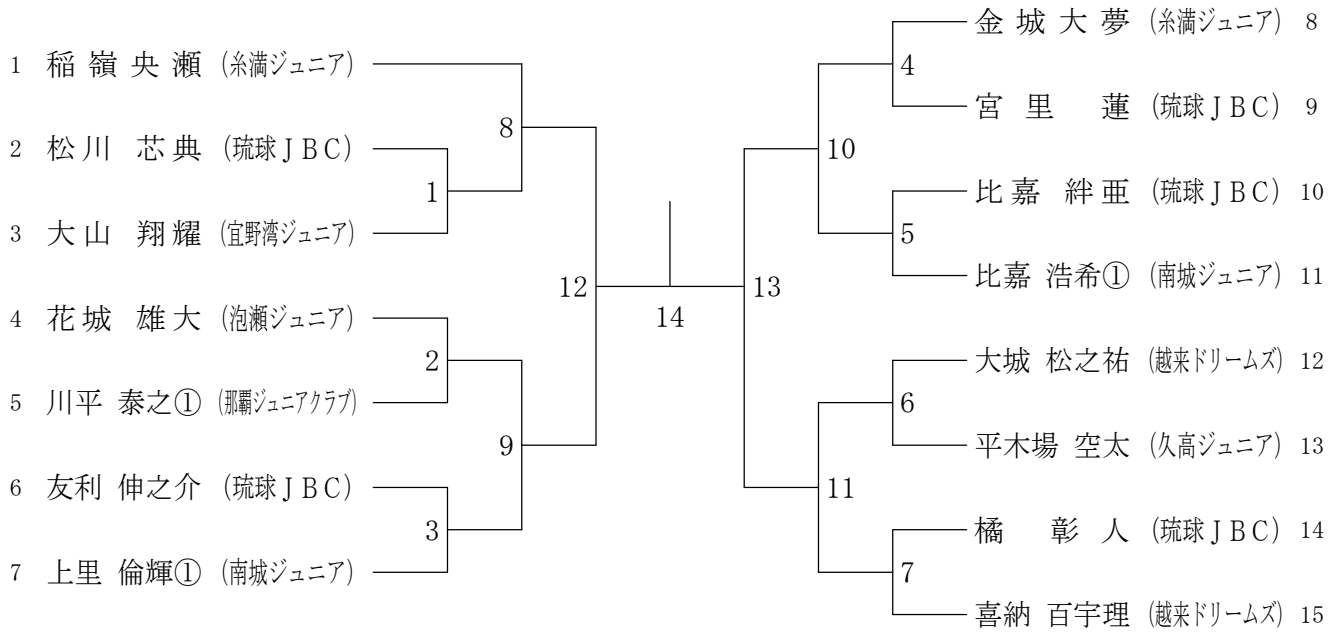 1 稲嶺央瀬 (糸満ジュニア)
2 松川 芯典 (琉球JBC)
3 大山 翔耀 (宜野湾ジュニア)
4 花城 雄大 (泡瀬ジュニア)
5 川平 泰之① (那覇ジュニアクラブ)
6 友利 伸之介 (琉球JBC)
7 上里 倫輝① (南城ジュニア)
8
1
2
9
3
12
14
13
10
4
5
11
6
7
金城大夢 (糸満ジュニア) 8
宮里 蓮 (琉球JBC) 9
比嘉 絆亜 (琉球JBC) 10
比嘉 浩希① (南城ジュニア) 11
大城 松之祐 (越来ドリームズ) 12
平木場 空太 (久高ジュニア) 13
橘 彰人 (琉球JBC) 14
喜納 百宇理 (越来ドリームズ) 15